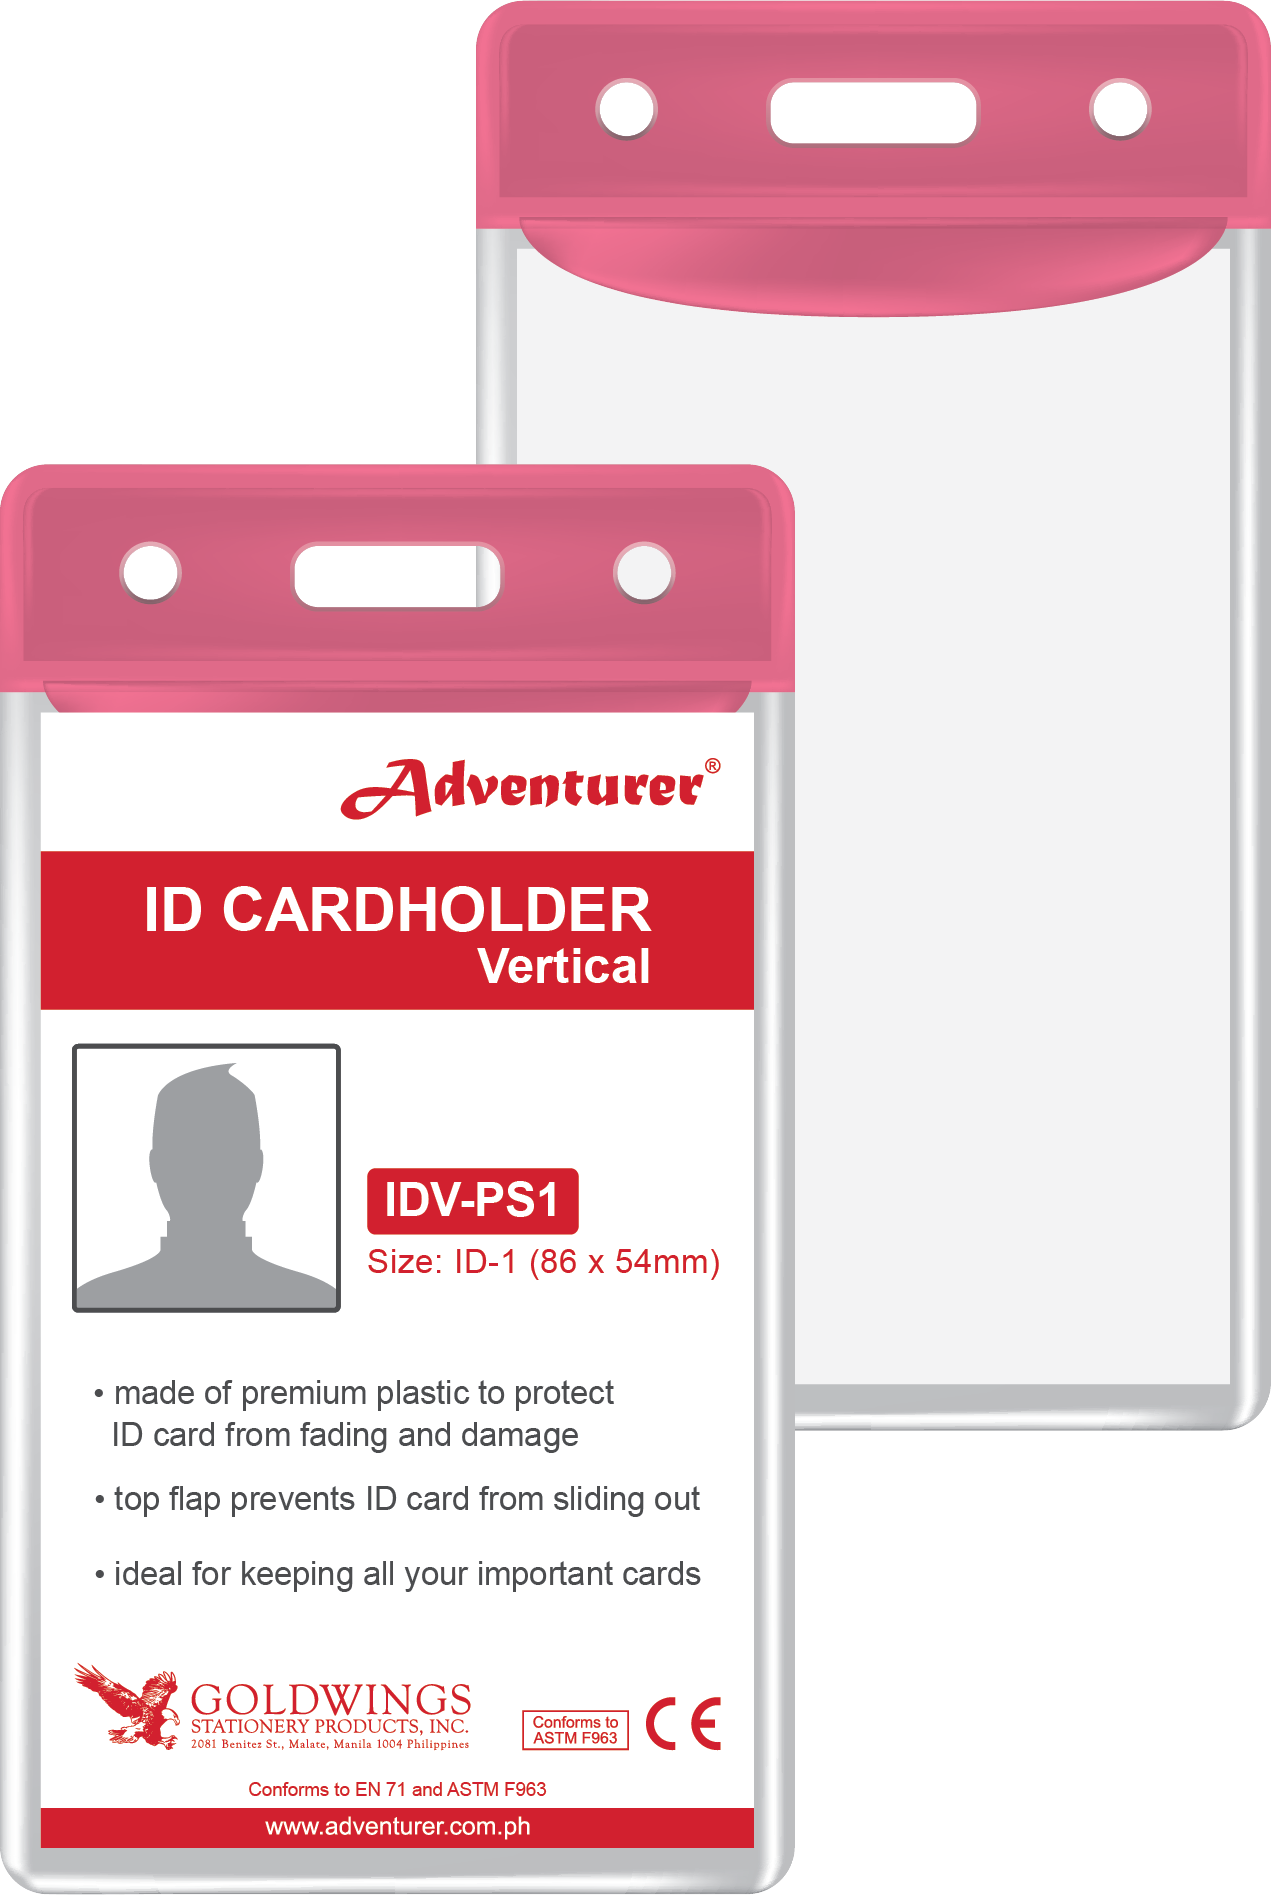 Adventurer®
ID CARDHOLDER
Vertical
IDV-PS1
Size: ID-1 (86 x 54mm)
• made of premium plastic to protect
ID card from fading and damage
• top flap prevents ID card from sliding out
• ideal for keeping all your important cards
GOLDWINGS
STATIONERY PRODUCTS, INC.
2081 Benitez St., Malate, Manila 1004 Philippines
Conforms to
ASTM F963
CE
Conforms to EN 71 and ASTM F963
www.adventurer.com.ph